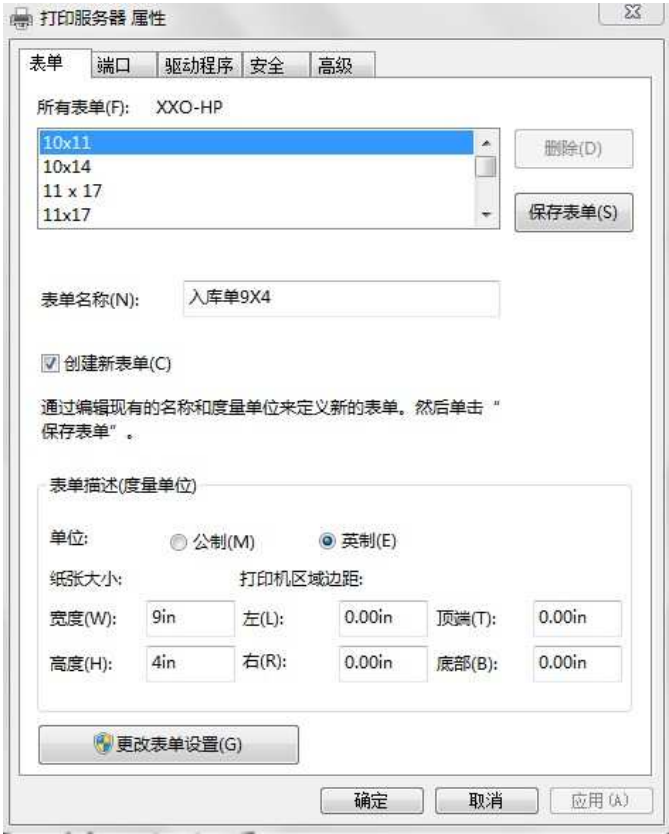 打印服务器 属性
表单 端口 驱动程序 安全 高级
所有表单(F): XXO-HP
10x11
10x14
11 x 17
11x17
删除(D)
保存表单(S)
表单名称(N): 入库单9X4
创建新表单(C)
通过编辑现有的名称和度量单位来定义新的表单。然后单击“
保存表单”。
表单描述(度量单位)
单位: 公制(M) 英制(E)
纸张大小: 打印机区域边距:
宽度(W): 9in 左(L): 0.00in 顶端(T): 0.00in
高度(H): 4in 右(R): 0.00in 底部(B): 0.00in
更改表单设置(G)
确定 取消 应用(A)